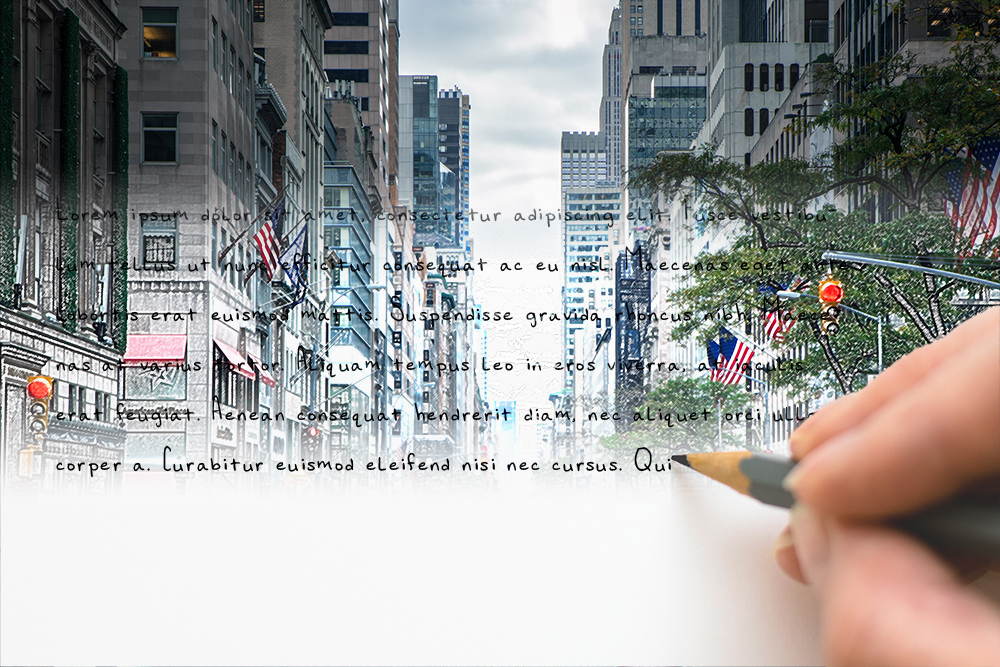 Lorem ipsum dolor sit amet, consectetur adipiscing elit. Fusce vestibu-
lum tellus ut nunc efficitur consequat ac eu nisl. Maecenas eget
lobortis erat euismod mattis. Suspendisse gravida rhoncus nibh. Maece-
nas at varius tortor. Aliquam tempus leo in eros viverra, at iaculis
erat feugiat. Aenean consequat hendrerit diam, nec aliquet orci ullam-
corper a. Curabitur euismod eleifend nisi nec cursus. Qui